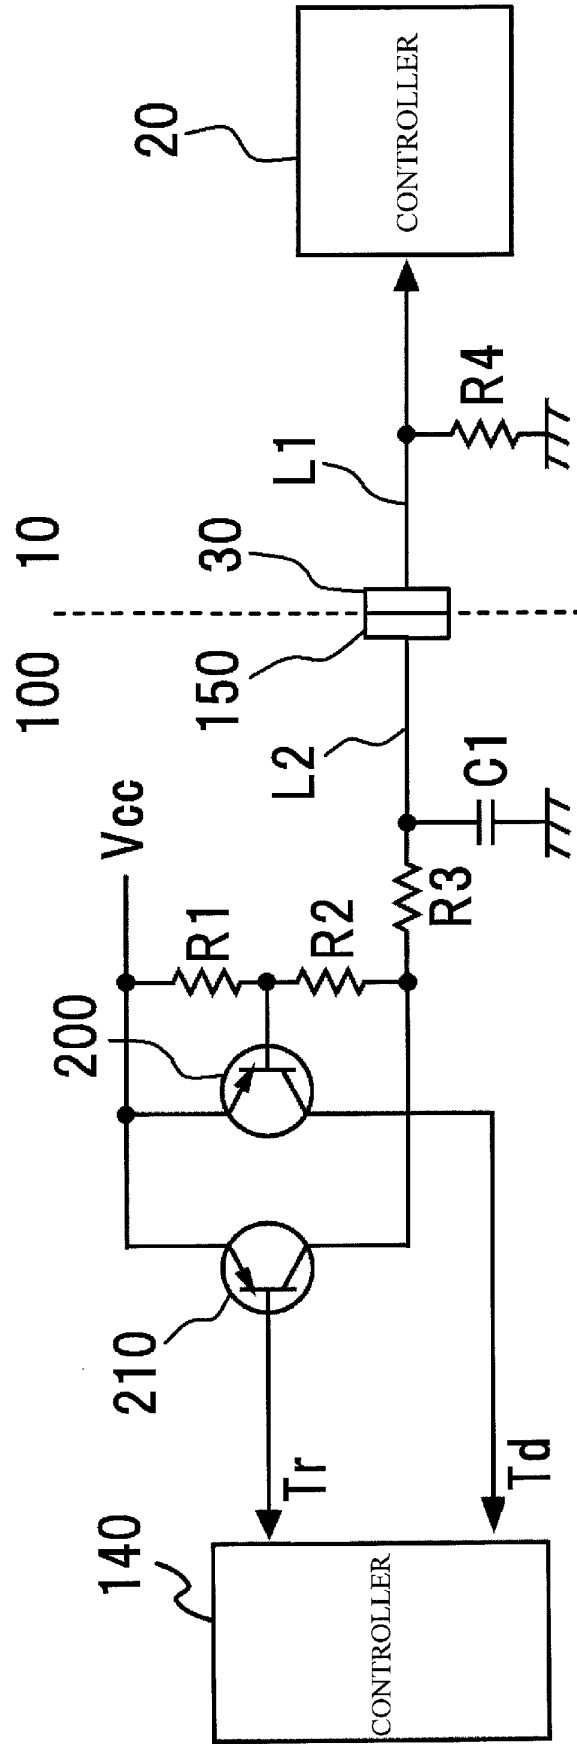 100
10
Vcc
140
210
200
R1
R2
R3
C1
L2
150
30
L1
R4
20
Tr
Td
CONTROLLER
CONTROLLER